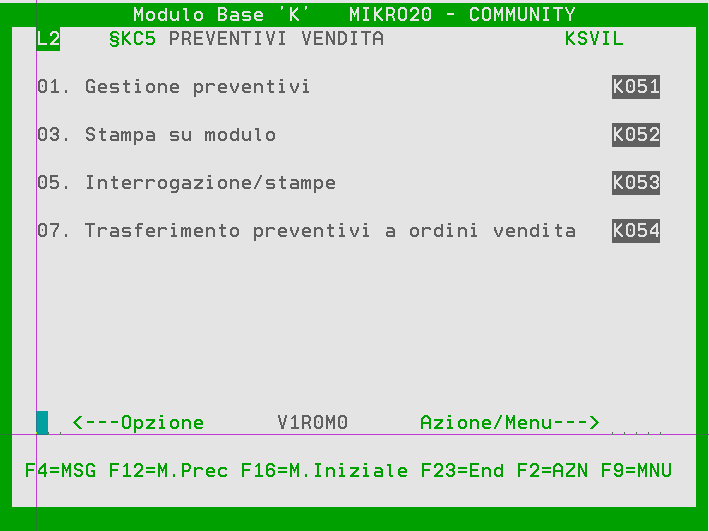 Modulo Base 'K' MIKRO20 - COMMUNITY
L2 §KC5 PREVENTIVI VENDITA KSVIL
01. Gestione preventivi K051
03. Stampa su modulo K052
05. Interrogazione/stampe K053
07. Trasferimento preventivi a ordini vendita K054
<---Opzione V1R0M0 Azione/Menu--->
F4=MSG F12=M.Prec F16=M.Iniziale F23=End F2=AZN F9=MNU